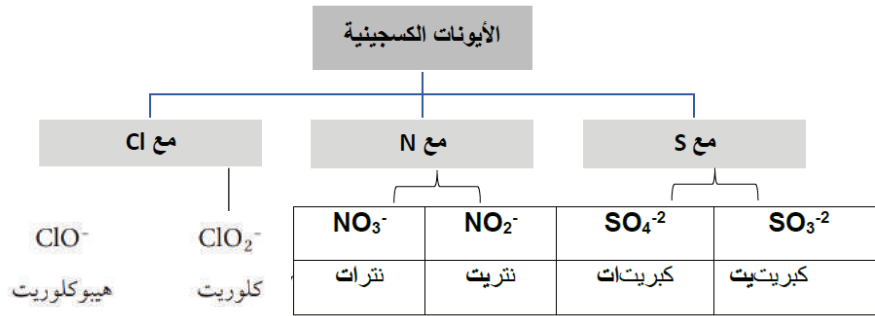 الأيونات الكسجينية
مع S
مع N
مع Cl
SO₃⁻²
SO₄⁻²
NO₂⁻
NO₃⁻
ClO₂⁻
ClO⁻
كبريتيت
كبريتات
نتريت
نترات
كلوريت
هيبوكلوريت